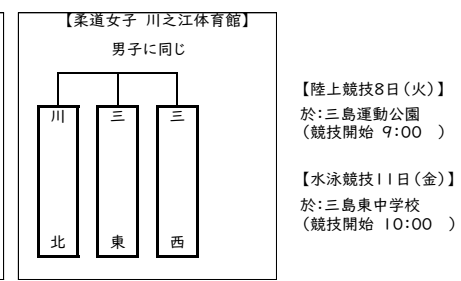 【柔道女子 川之江体育館】
男子に同じ
川北
三東
三西
【陸上競技8日(火)】
於:三島運動公園
(競技開始 9:00 )
【水泳競技11日(金)】
於:三島東中学校
(競技開始 10:00 )